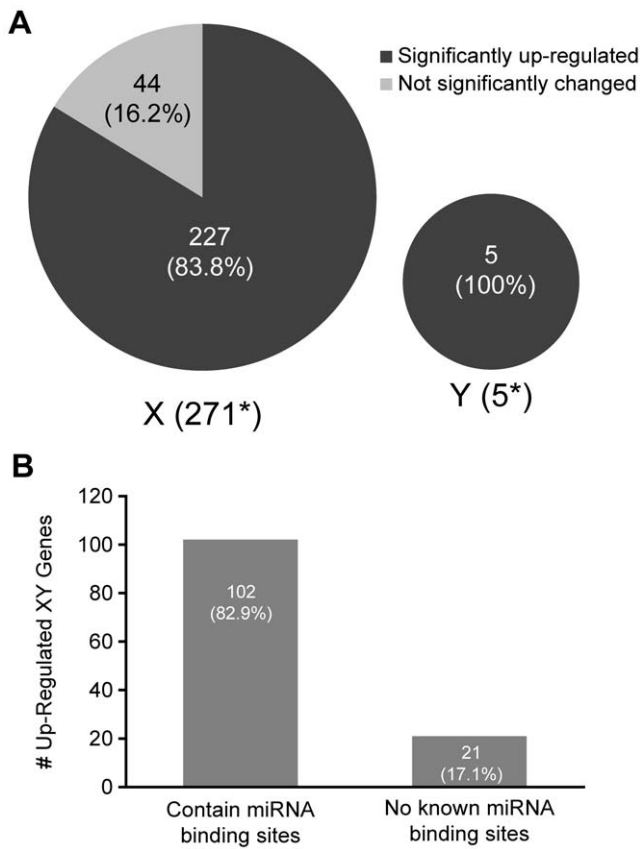 A
Significantly up-regulated
Not significantly changed
44
(16.2%)
227
(83.8%)
5
(100%)
X (271*)
Y (5*)
B
# Up-Regulated XY Genes
120
100
80
60
40
20
0
102
(82.9%)
21
(17.1%)
Contain miRNA
binding sites
No known miRNA
binding sites